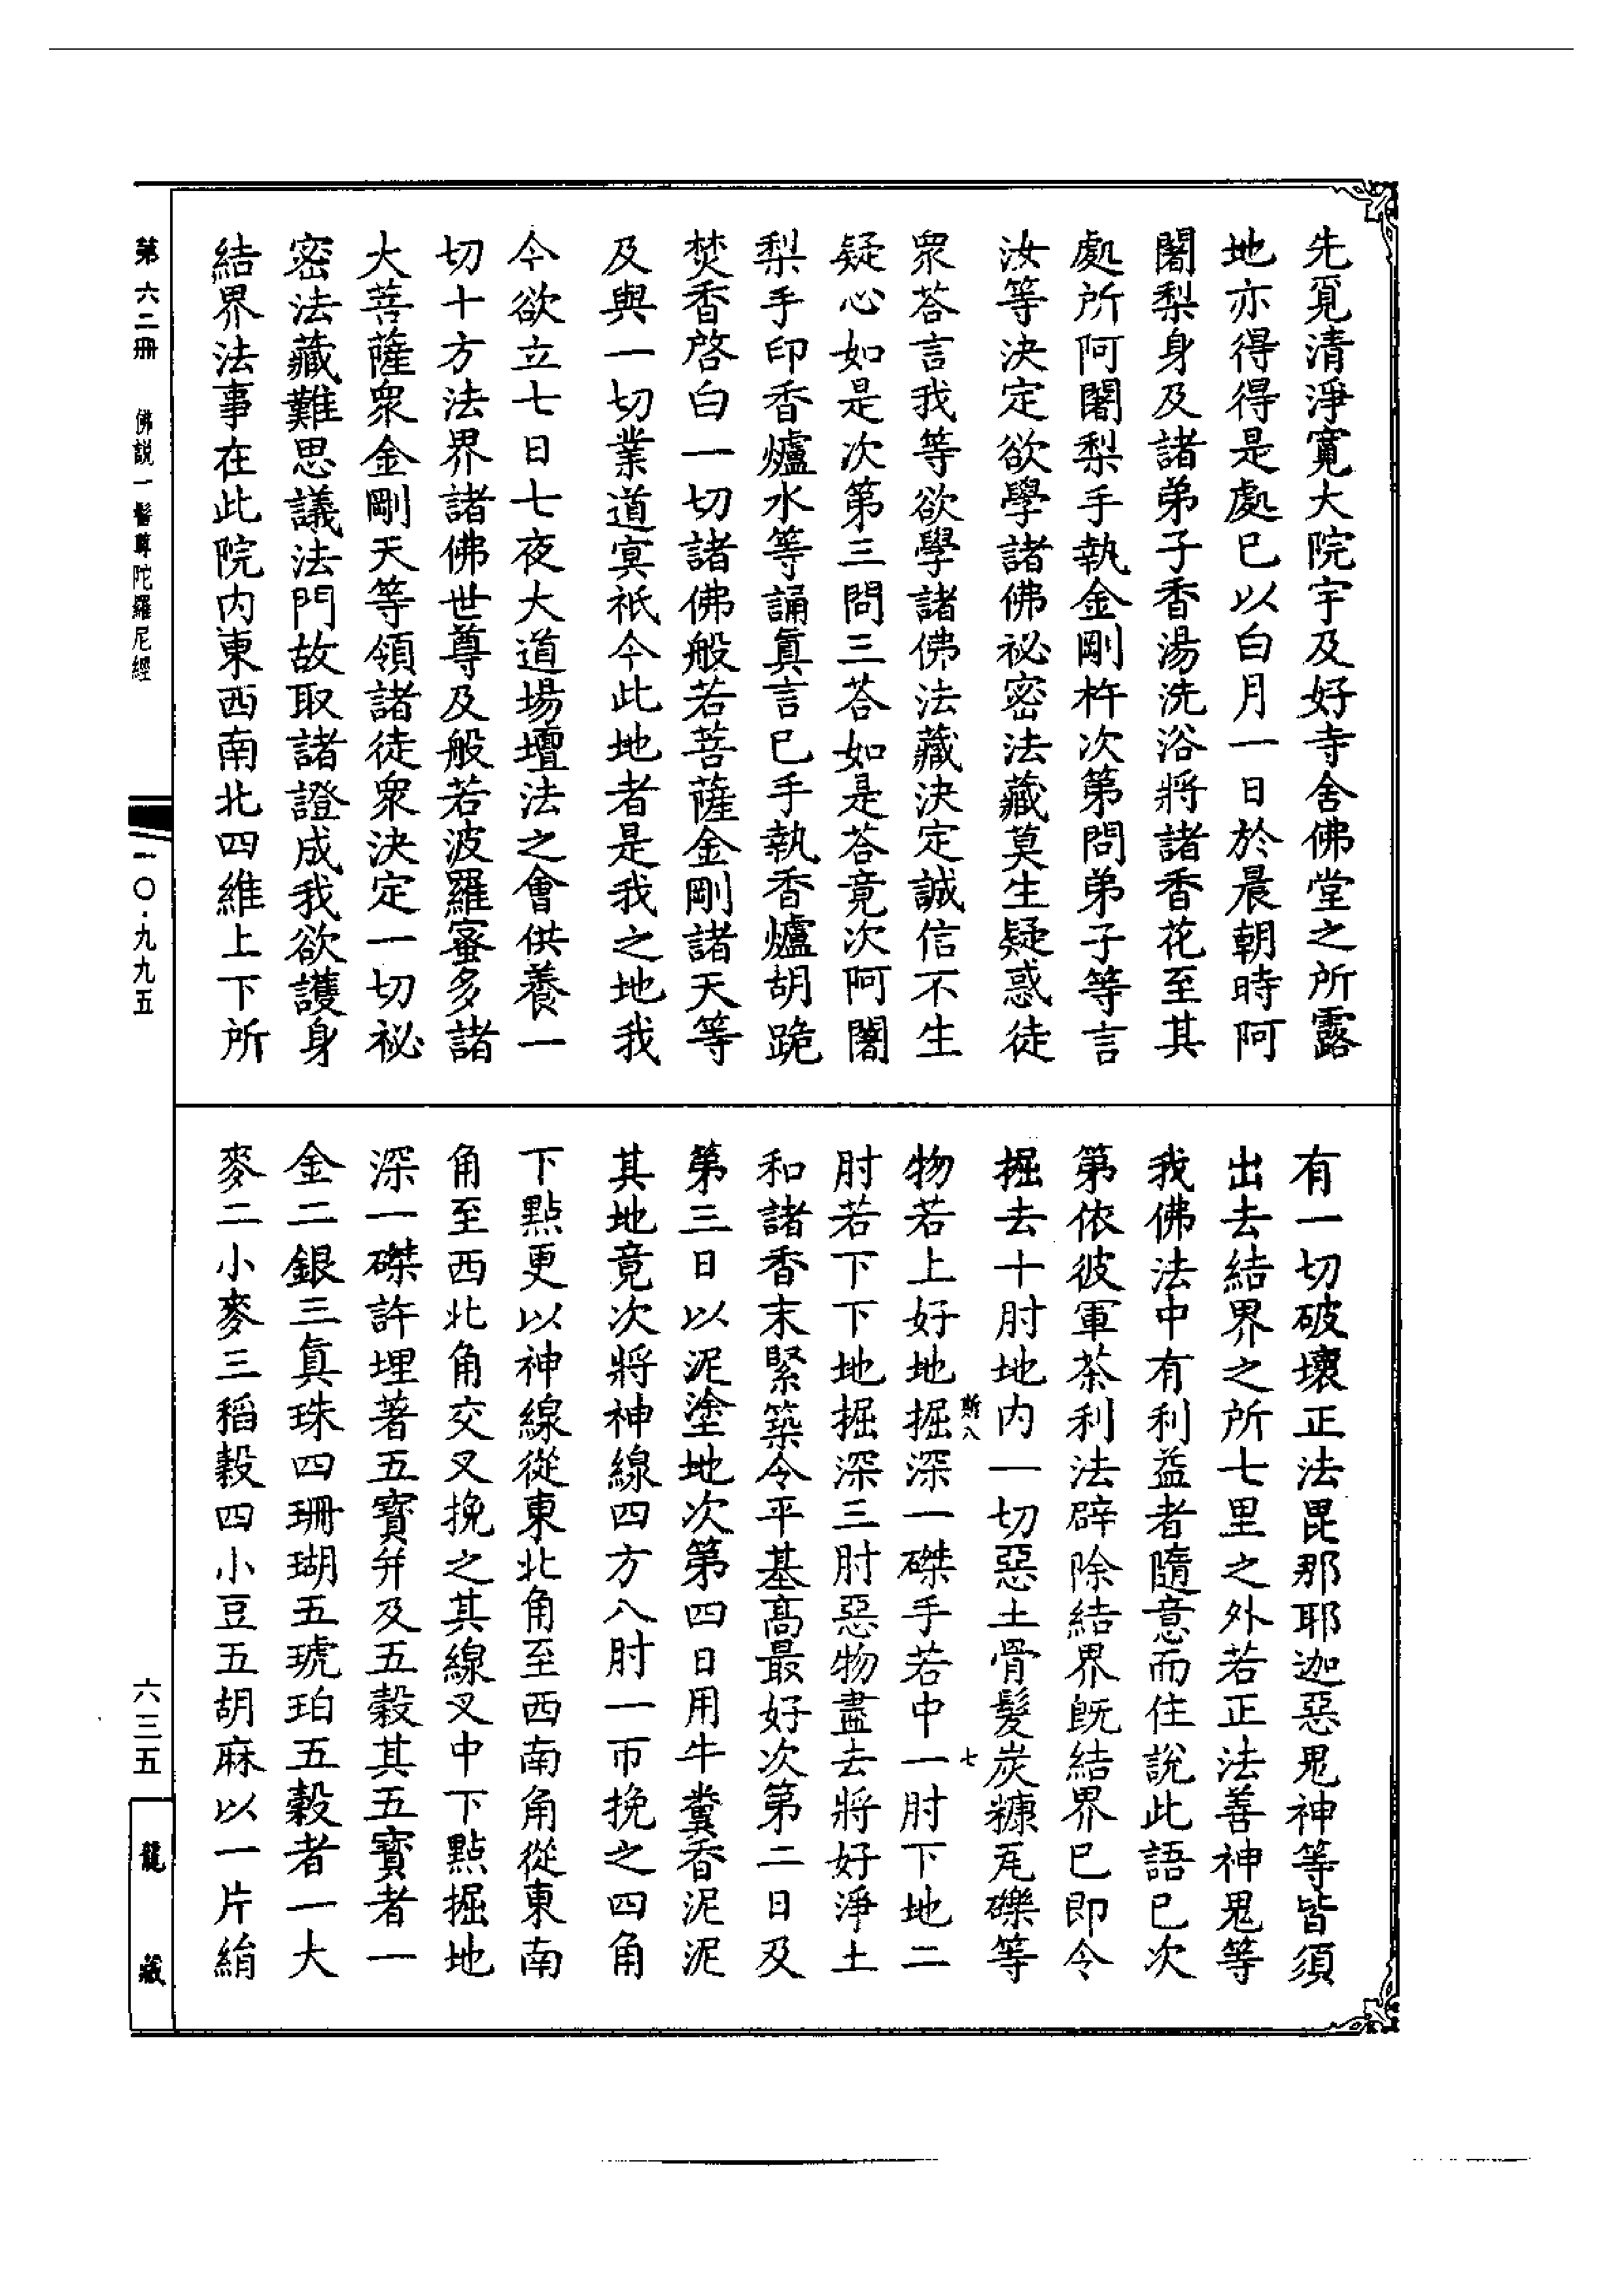 先覓清淨寬大院宇及好寺舍佛堂之所露
地亦得得是處已以白月一日於晨朝時阿
闍梨身及諸弟子香湯洗浴將諸香花至其
處所阿闍梨手執金剛杵次第問弟子等言
汝等決定欲學諸佛祕密法藏莫生疑惑徒
衆荅言我等欲學諸佛法藏決定誠信不生
疑心如是次第三問三荅如是荅竟次阿闍
梨手印香爐水等誦眞言已手執香爐胡跪
焚香啓白一切諸佛般若菩薩金剛諸天等
及與一切業道冥祇今此地者是我之地我
今欲立七日七夜大道場壇法之會供養一
切十方法界諸佛世尊及般若波羅蜜多諸
大菩薩衆金剛天等領諸徒衆決定一切祕
密法藏難思議法門故取諸證成我欲護身
結界法事在此院內東西南北四維上下所
有一切破壞正法毘那耶迦惡鬼神等皆須
出去結界之所七里之外若正法善神鬼等
我佛法中有利益者隨意而住說此語已次
第依彼軍荼利法辟除結界旣結界已即令
掘去十肘地內一切惡土骨髮炭糠瓦礫等
物若上好地掘深一磔手若中一肘下地二
肘若下下地掘深三肘惡物盡去將好淨土
和諸香末緊築令平基高最好次第二日及
第三日以泥塗地次第四日用牛糞香泥泥
其地竟次將神線四方八肘一帀挽之四角
下點更以神線從東北角至西南角從東南
角至西北角交叉挽之其線叉中下點掘地
深一磔許埋著五寶幷及五穀其五寶者一
金二銀三眞珠四珊瑚五琥珀五穀者一大
麥二小麥三稻穀四小豆五胡麻以一片絹
斯八
七
第六二冊 佛説一髻尊陀羅尼經
一〇·九九五
六三五
龍藏